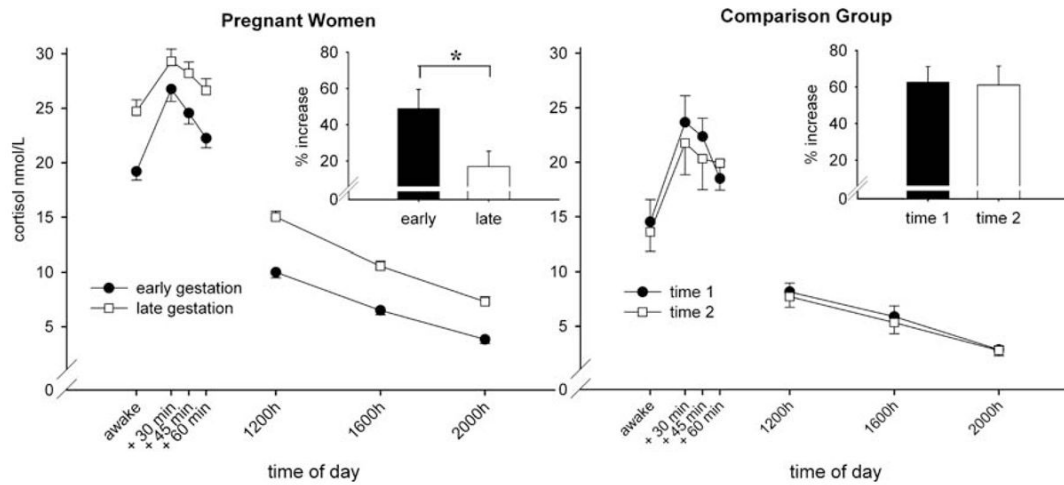 Pregnant Women
30
25
20
15
10
5
0
cortisol nmol/L
80
60
40
20
0
% increase
*
early
late
early gestation
late gestation
awake
+ 30 min
+ 45 min
+ 60 min
1200h
1600h
2000h
time of day
Comparison Group
30
25
20
15
10
5
0
80
60
40
20
0
% increase
time 1
time 2
time 1
time 2
awake
+ 30 min
+ 45 min
+ 60 min
1200h
1600h
2000h
time of day